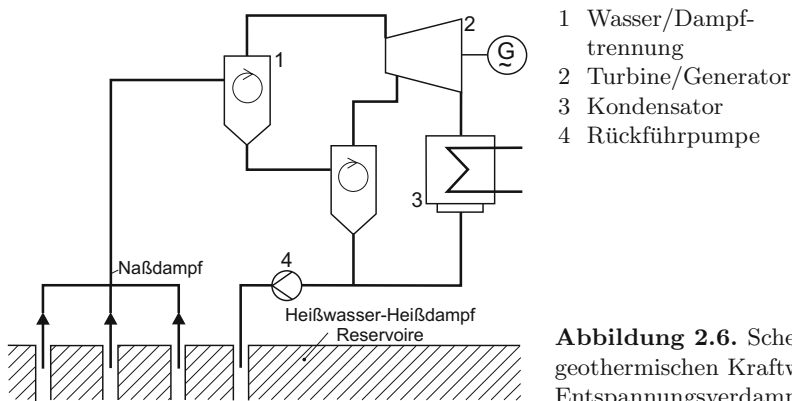 1
2
G
~
3
4
Naßdampf
Heißwasser-Heißdampf
Reservoire
1 Wasser/Dampf-
trennung
2 Turbine/Generator
3 Kondensator
4 Rückführpumpe
Abbildung 2.6. Sche
geothermischen Kraftw
Entspannungsverdamp